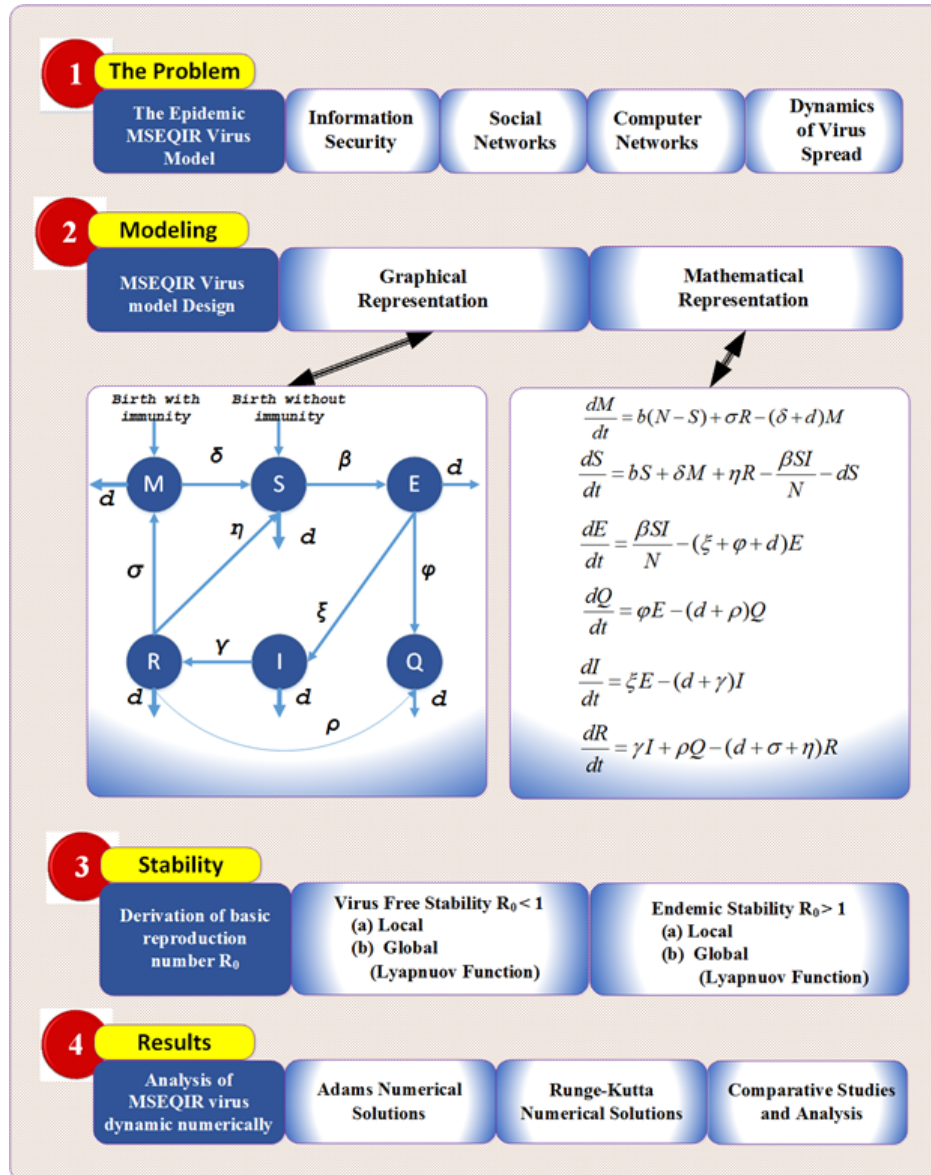 1
The Problem
The Epidemic
MSEQIR Virus
Model
Information
Security
Social
Networks
Computer
Networks
Dynamics
of Virus
Spread
2
Modeling
MSEQIR Virus
model Design
Graphical
Representation
Mathematical
Representation
Birth with
immunity
Birth without
immunity
M
δ
S
β
E
d
d
d
η
σ
φ
ξ
R
γ
I
Q
d
d
d
ρ
dM/dt = b(N−S)+σR−(δ+d)M
dS/dt = bS+δM+ηR−βSI/N−dS
dE/dt = βSI/N−(ξ+φ+d)E
dQ/dt = φE−(d+ρ)Q
dI/dt = ξE−(d+γ)I
dR/dt = γI+ρQ−(d+σ+η)R
3
Stability
Derivation of basic
reproduction
number R₀
Virus Free Stability R₀ < 1
(a) Local
(b) Global
(Lyapnuov Function)
Endemic Stability R₀ > 1
(a) Local
(b) Global
(Lyapnuov Function)
4
Results
Analysis of
MSEQIR virus
dynamic numerically
Adams Numerical
Solutions
Runge-Kutta
Numerical Solutions
Comparative Studies
and Analysis